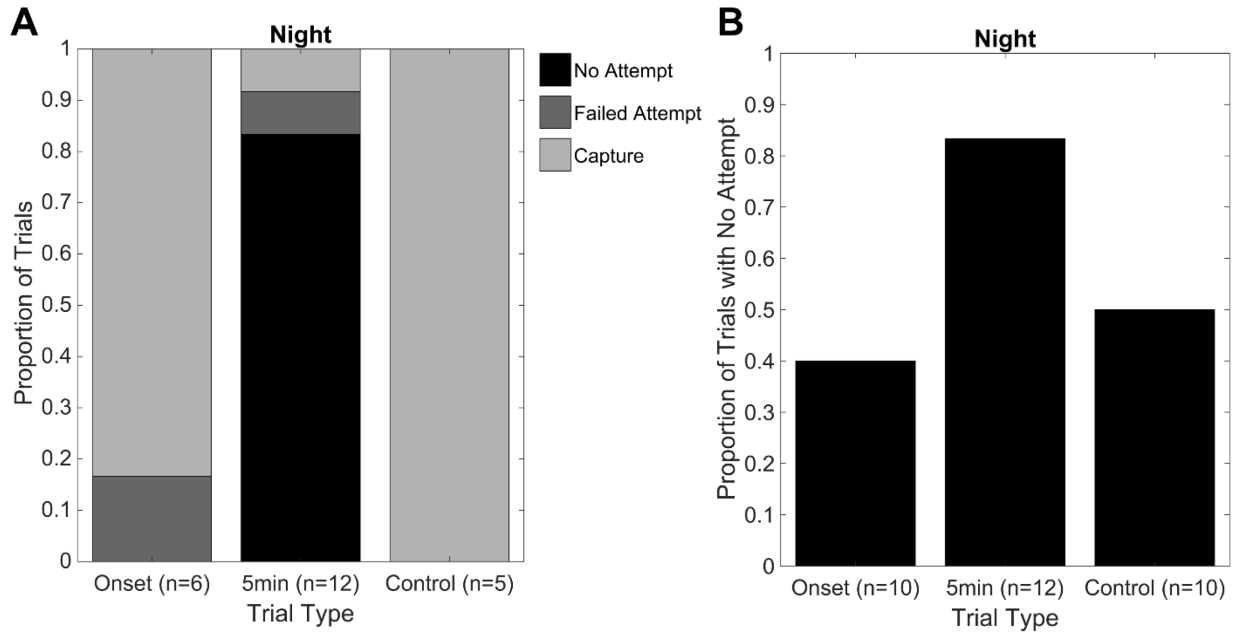 A
Night
1
0.9
0.8
0.7
0.6
0.5
0.4
0.3
0.2
0.1
0
Proportion of Trials
Onset (n=6) 5min (n=12) Control (n=5)
Trial Type
No Attempt
Failed Attempt
Capture
B
Night
1
0.9
0.8
0.7
0.6
0.5
0.4
0.3
0.2
0.1
0
Proportion of Trials with No Attempt
Onset (n=10) 5min (n=12) Control (n=10)
Trial Type